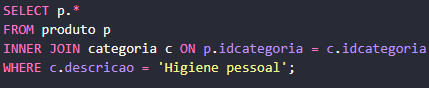 SELECT p.*
FROM produto p
INNER JOIN categoria c ON p.idcategoria = c.idcategoria
WHERE c.descricao = 'Higiene pessoal';